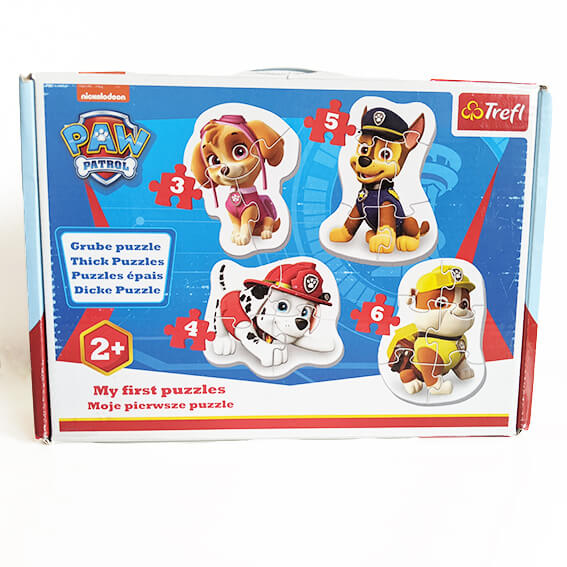 nickelodeon
PAW
PATROL
Trefl
3
5
4
6
Grube puzzle
Thick Puzzles
Puzzles épais
Dicke Puzzle
2+
My first puzzles
Moje pierwsze puzzle